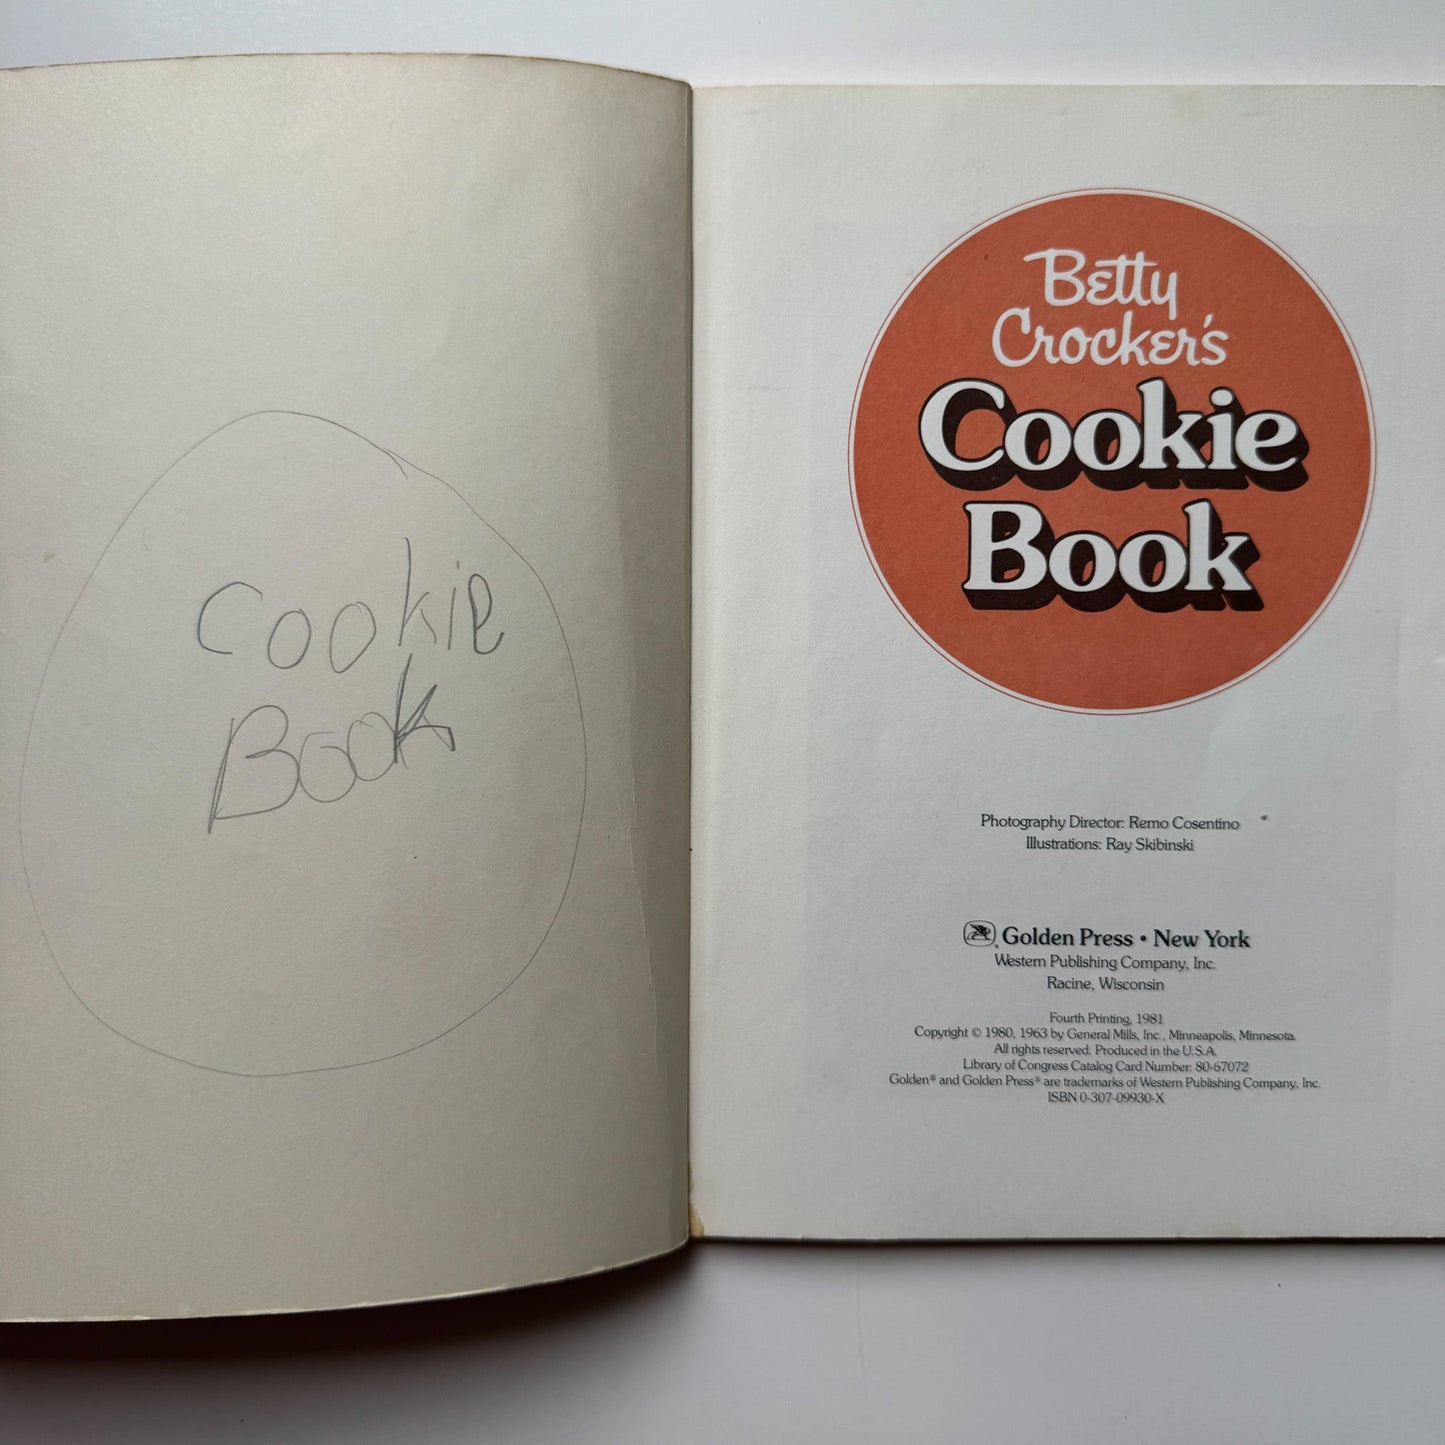 Cookie
Book
Betty
Crocker's
Cookie
Book
Photography Director: Remo Cosentino
Illustrations: Ray Skibinski
Golden Press • New York
Western Publishing Company, Inc.
Racine, Wisconsin
Fourth Printing, 1981
Copyright © 1980, 1963 by General Mills, Inc., Minneapolis, Minnesota.
All rights reserved. Produced in the U.S.A.
Library of Congress Catalog Card Number: 80-67072
Golden® and Golden Press® are trademarks of Western Publishing Company, Inc.
ISBN 0-307-09930-X